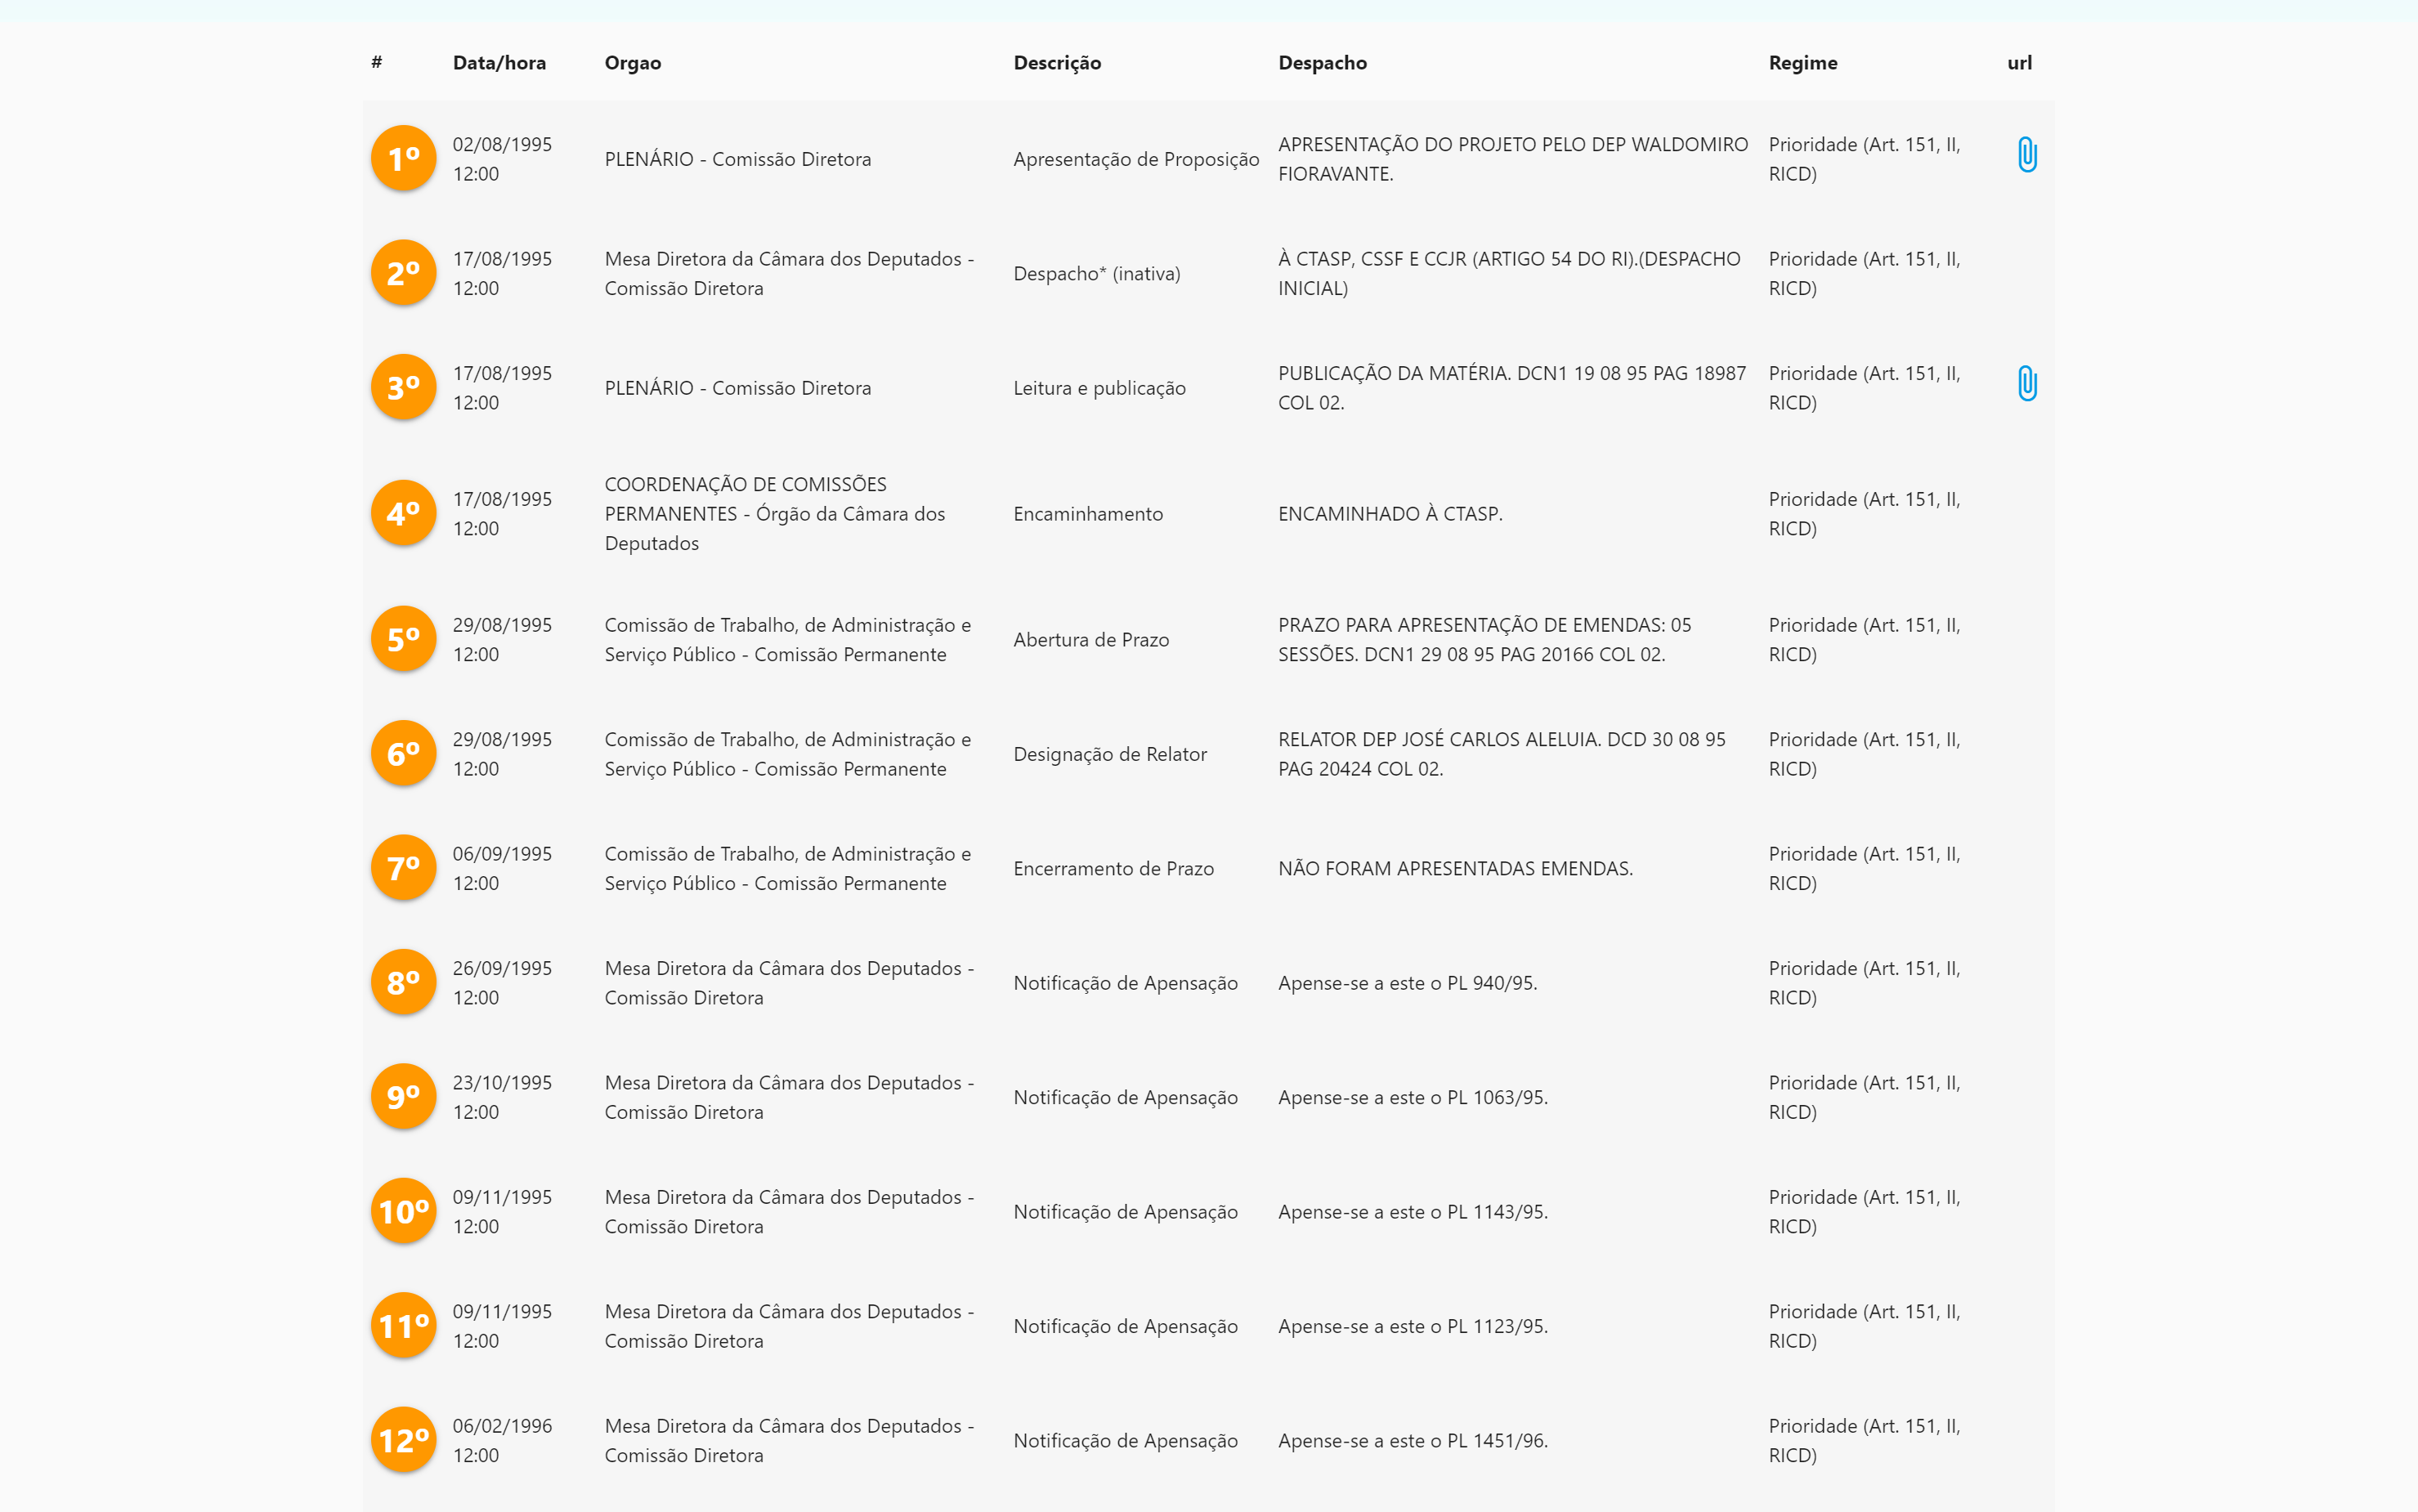 # Data/hora Orgao Descrição Despacho Regime url
1º 02/08/1995 12:00 PLENÁRIO - Comissão Diretora Apresentação de Proposição APRESENTAÇÃO DO PROJETO PELO DEP WALDOMIRO FIORAVANTE. Prioridade (Art. 151, II, RICD)
2º 17/08/1995 12:00 Mesa Diretora da Câmara dos Deputados - Comissão Diretora Despacho* (inativa) À CTASP, CSSF E CCJR (ARTIGO 54 DO RI).(DESPACHO INICIAL) Prioridade (Art. 151, II, RICD)
3º 17/08/1995 12:00 PLENÁRIO - Comissão Diretora Leitura e publicação PUBLICAÇÃO DA MATÉRIA. DCN1 19 08 95 PAG 18987 COL 02. Prioridade (Art. 151, II, RICD)
4º 17/08/1995 12:00 COORDENAÇÃO DE COMISSÕES PERMANENTES - Órgão da Câmara dos Deputados Encaminhamento ENCAMINHADO À CTASP. Prioridade (Art. 151, II, RICD)
5º 29/08/1995 12:00 Comissão de Trabalho, de Administração e Serviço Público - Comissão Permanente Abertura de Prazo PRAZO PARA APRESENTAÇÃO DE EMENDAS: 05 SESSÕES. DCN1 29 08 95 PAG 20166 COL 02. Prioridade (Art. 151, II, RICD)
6º 29/08/1995 12:00 Comissão de Trabalho, de Administração e Serviço Público - Comissão Permanente Designação de Relator RELATOR DEP JOSÉ CARLOS ALELUIA. DCD 30 08 95 PAG 20424 COL 02. Prioridade (Art. 151, II, RICD)
7º 06/09/1995 12:00 Comissão de Trabalho, de Administração e Serviço Público - Comissão Permanente Encerramento de Prazo NÃO FORAM APRESENTADAS EMENDAS. Prioridade (Art. 151, II, RICD)
8º 26/09/1995 12:00 Mesa Diretora da Câmara dos Deputados - Comissão Diretora Notificação de Apensação Apense-se a este o PL 940/95. Prioridade (Art. 151, II, RICD)
9º 23/10/1995 12:00 Mesa Diretora da Câmara dos Deputados - Comissão Diretora Notificação de Apensação Apense-se a este o PL 1063/95. Prioridade (Art. 151, II, RICD)
10º 09/11/1995 12:00 Mesa Diretora da Câmara dos Deputados - Comissão Diretora Notificação de Apensação Apense-se a este o PL 1143/95. Prioridade (Art. 151, II, RICD)
11º 09/11/1995 12:00 Mesa Diretora da Câmara dos Deputados - Comissão Diretora Notificação de Apensação Apense-se a este o PL 1123/95. Prioridade (Art. 151, II, RICD)
12º 06/02/1996 12:00 Mesa Diretora da Câmara dos Deputados - Comissão Diretora Notificação de Apensação Apense-se a este o PL 1451/96. Prioridade (Art. 151, II, RICD)